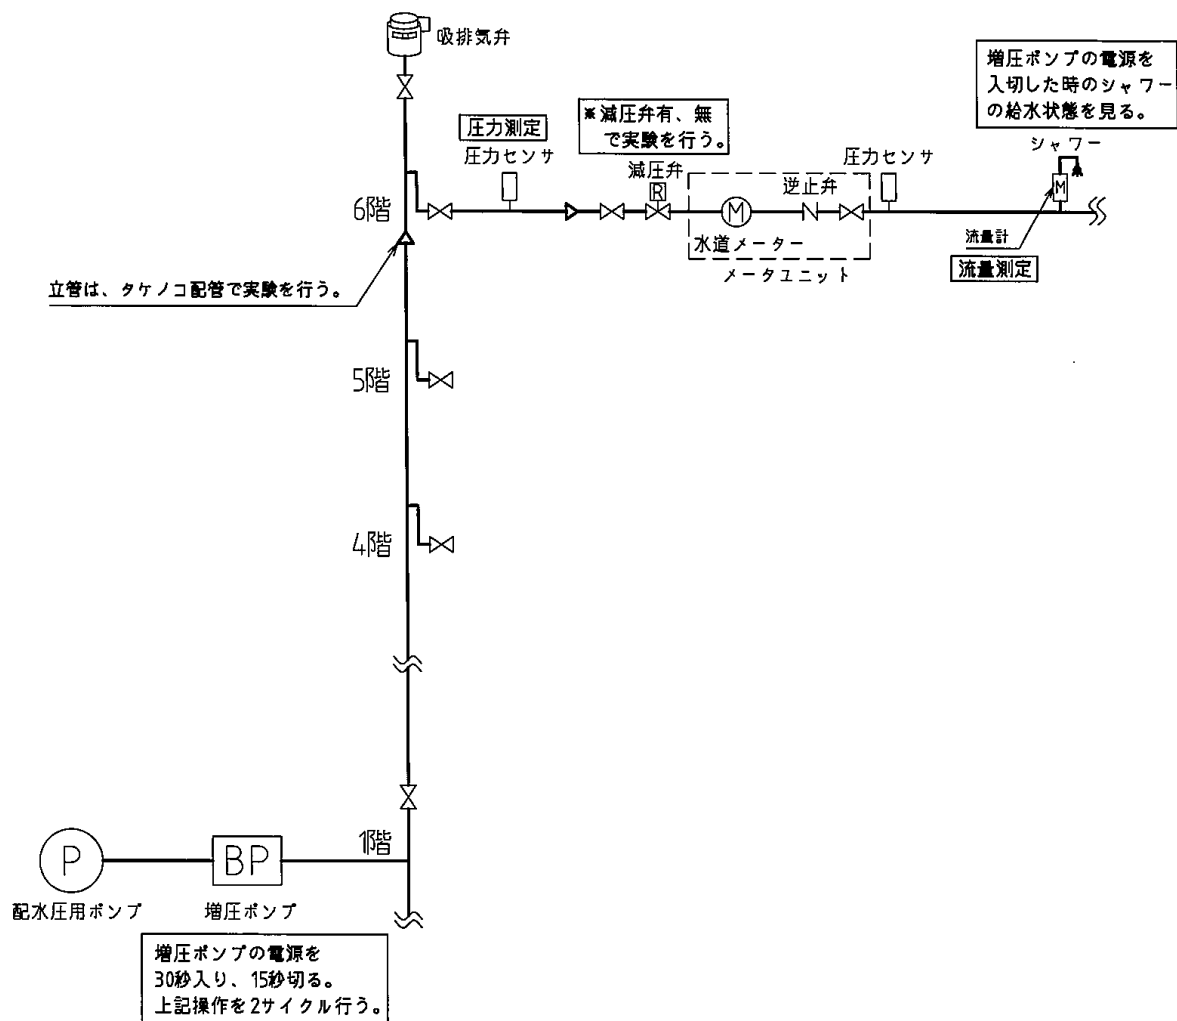 吸排気弁
増圧ポンプの電源を
入切した時のシャワー
の給水状態を見る。
※減圧弁有、無
で実験を行う。
圧力測定
圧力センサ
減圧弁
R
逆止弁
圧力センサ
シャワー
M
6階
M
水道メーター
メータユニット
流量計
流量測定
立管は、タケノコ配管で実験を行う。
5階
4階
1階
P
BP
配水圧用ポンプ
増圧ポンプ
増圧ポンプの電源を
30秒入り、15秒切る。
上記操作を2サイクル行う。